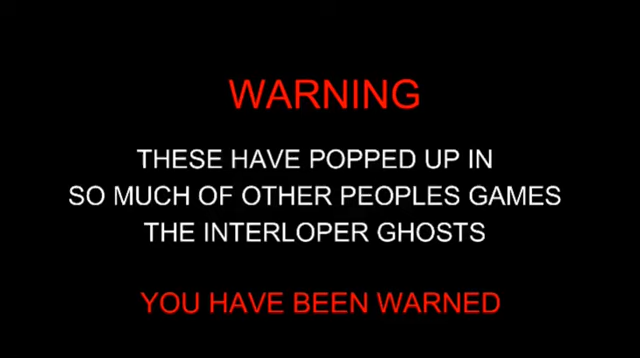 WARNING
THESE HAVE POPPED UP IN
SO MUCH OF OTHER PEOPLES GAMES
THE INTERLOPER GHOSTS
YOU HAVE BEEN WARNED